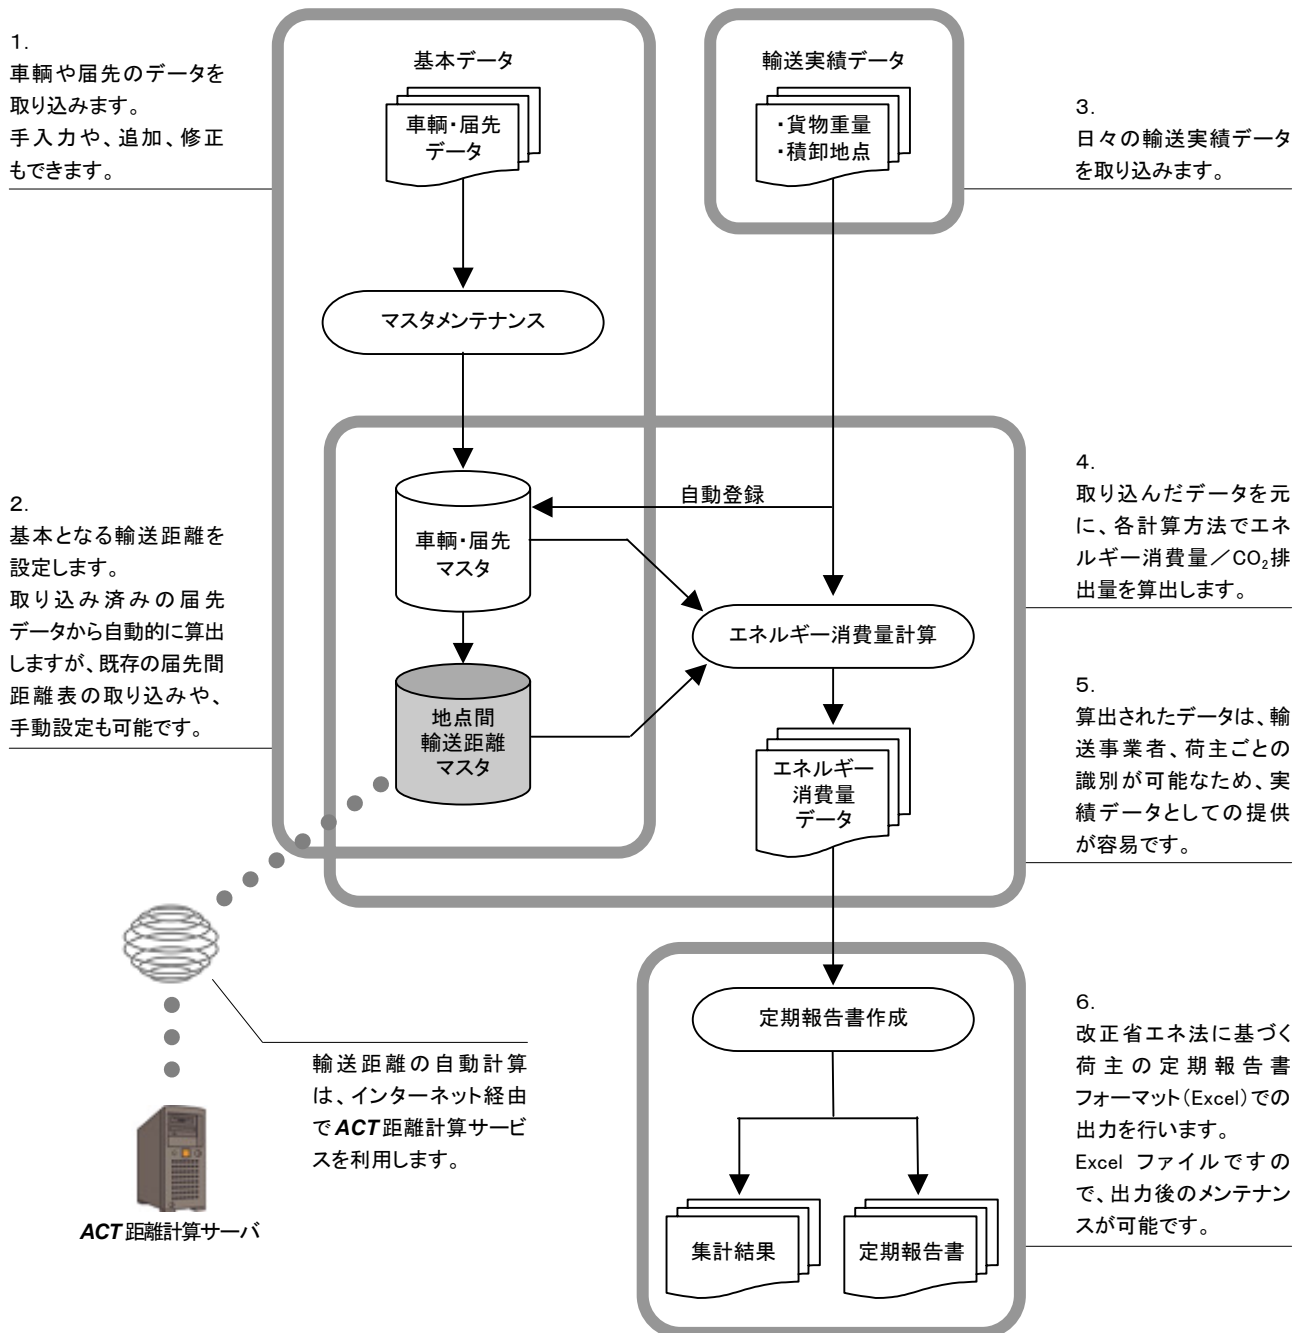 1.
車輌や届先のデータを
取り込みます。
手入力や、追加、修正
もできます。
基本データ
車輌・届先
データ
輸送実績データ
・貨物重量
・積卸地点
3.
日々の輸送実績データ
を取り込みます。
マスタメンテナンス
2.
基本となる輸送距離を
設定します。
取り込み済みの届先
データから自動的に算出
しますが、既存の届先間
距離表の取り込みや、
手動設定も可能です。
車輌・届先
マスタ
自動登録
地点間
輸送距離
マスタ
エネルギー消費量計算
エネルギー
消費量
データ
4.
取り込んだデータを元
に、各計算方法でエネ
ルギー消費量／CO₂排
出量を算出します。
5.
算出されたデータは、輸
送事業者、荷主ごとの
識別が可能なため、実
績データとしての提供
が容易です。
輸送距離の自動計算
は、インターネット経由
でACT距離計算サービ
スを利用します。
ACT距離計算サーバ
定期報告書作成
集計結果
定期報告書
6.
改正省エネ法に基づく
荷主の定期報告書
フォーマット（Excel）での
出力を行います。
Excel ファイルですの
で、出力後のメンテナン
スが可能です。